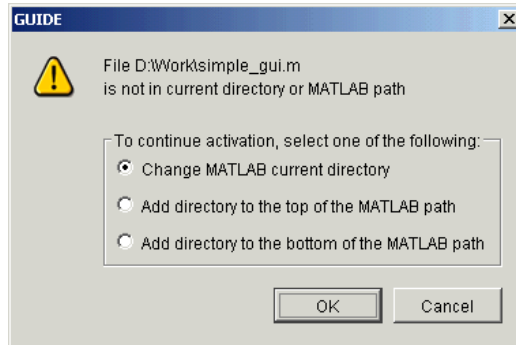 GUIDE
File D:\Work\simple_gui.m
is not in current directory or MATLAB path
To continue activation, select one of the following:
Change MATLAB current directory
Add directory to the top of the MATLAB path
Add directory to the bottom of the MATLAB path
OK Cancel